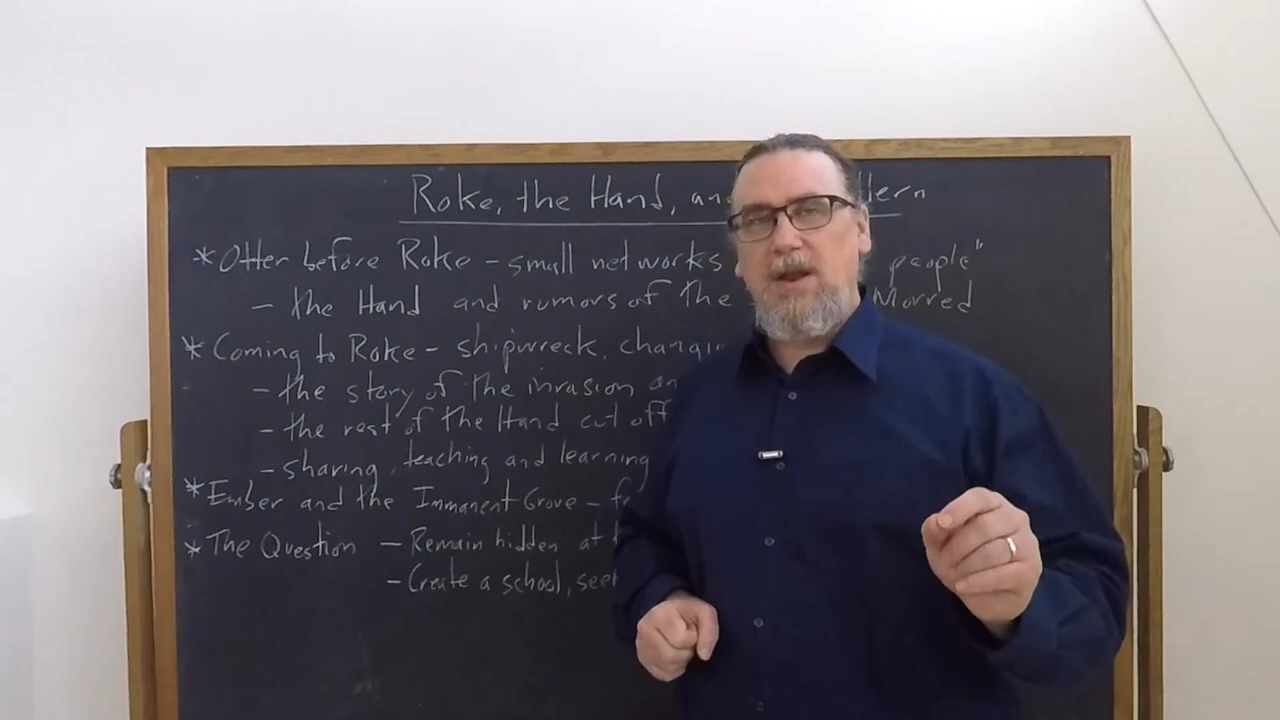 Roke, the Hand, an ttern
* Otter before Roke - small networks people"
- the Hand and rumors of the Morred
* Coming to Roke - shipwreck, changi
- the story of the invasion an
- the rest of the Hand cut off
- sharing, teaching and learning
* Ember and the Immanent Grove - f
* The Question - Remain hidden at
- Create a school, see